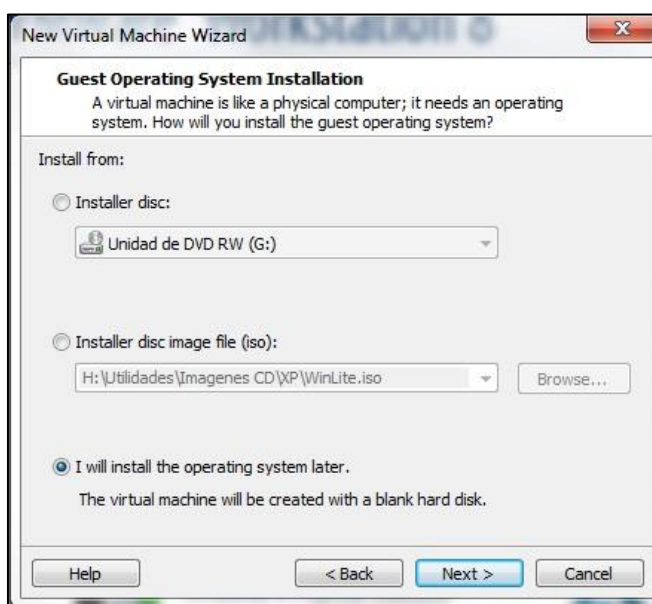 Workstation 8
New Virtual Machine Wizard
Guest Operating System Installation
A virtual machine is like a physical computer; it needs an operating
system. How will you install the guest operating system?
Install from:
Installer disc:
Unidad de DVD RW (G:)
Installer disc image file (iso):
H:\Utilidades\Imagenes CD\XP\WinLite.iso
Browse...
I will install the operating system later.
The virtual machine will be created with a blank hard disk.
Help
< Back
Next >
Cancel